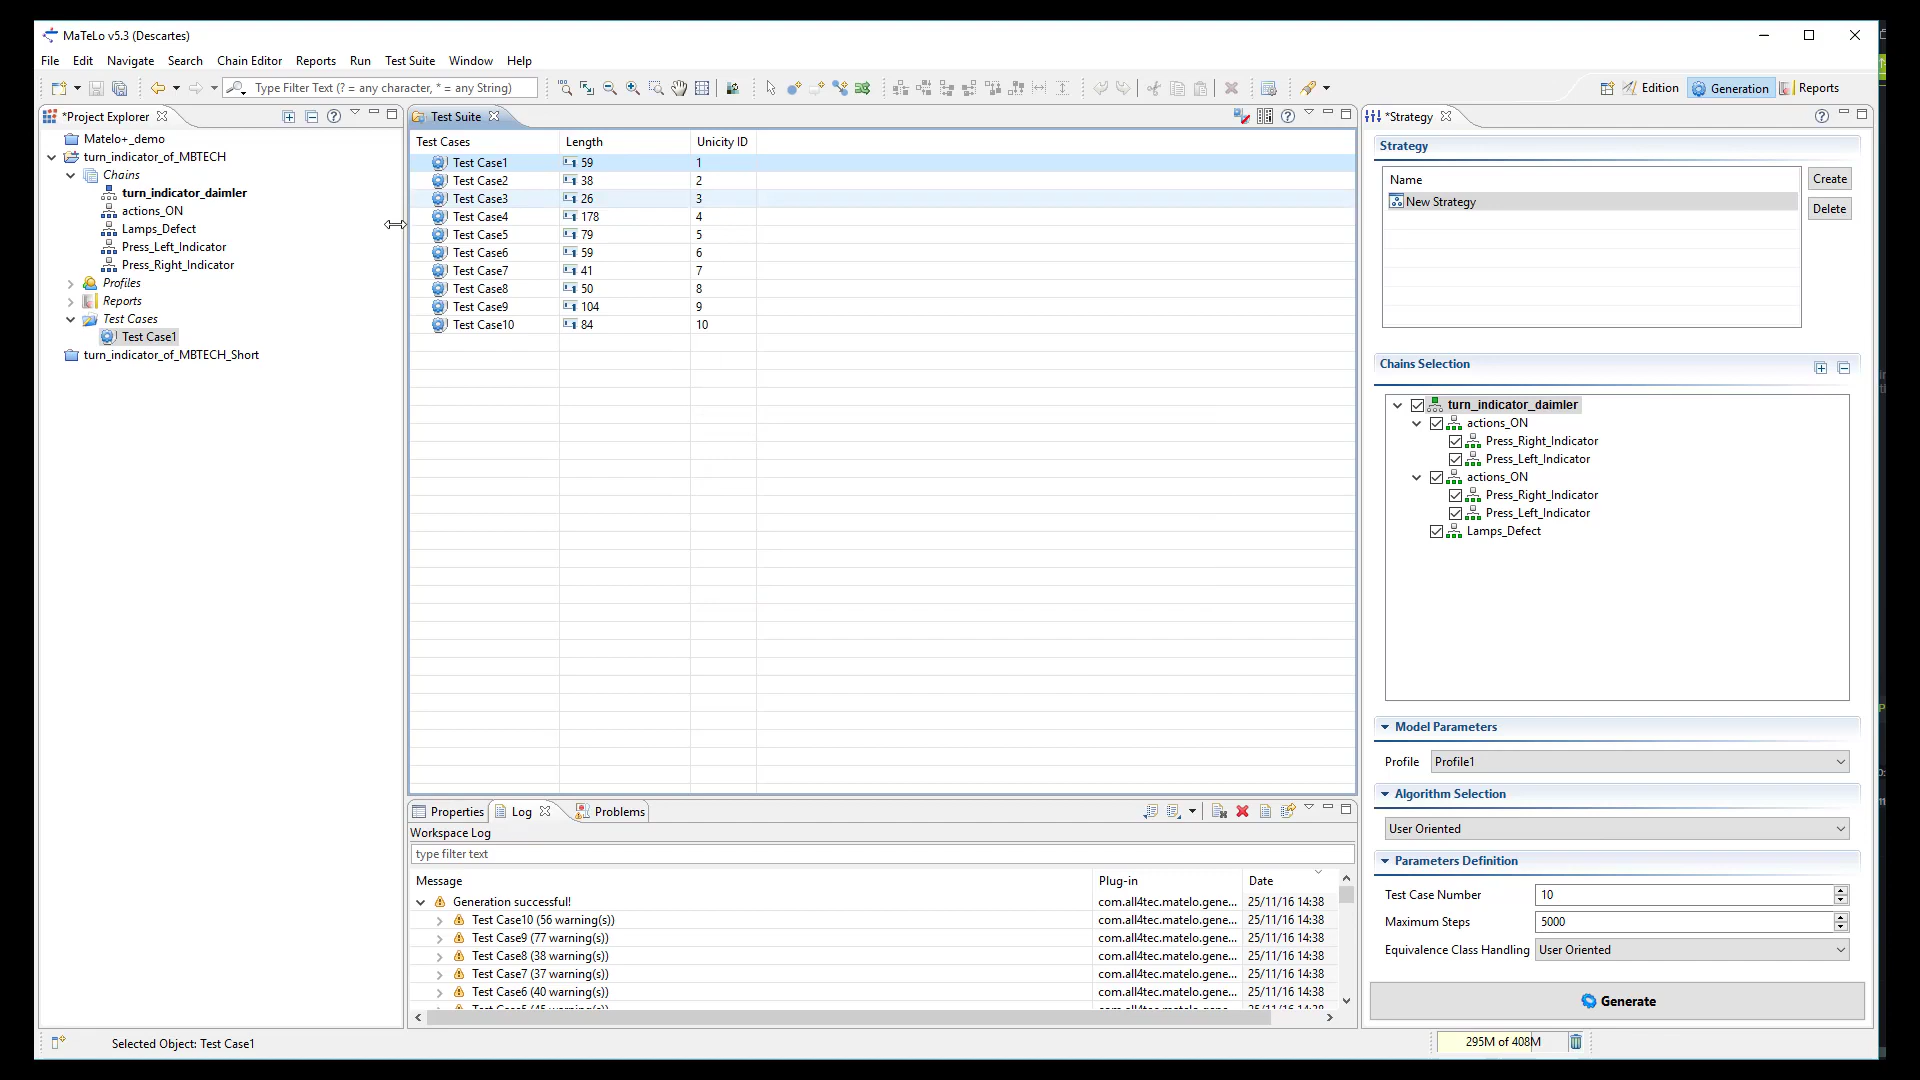 MaTeLo v5.3 (Descartes)
File Edit Navigate Search Chain Editor Reports Run Test Suite Window Help
Type Filter Text (? = any character, * = any String)
Edition Generation Reports
*Project Explorer
Matelo+_demo
turn_indicator_of_MBTECH
Chains
turn_indicator_daimler
actions_ON
Lamps_Defect
Press_Left_Indicator
Press_Right_Indicator
Profiles
Reports
Test Cases
Test Case1
turn_indicator_of_MBTECH_Short
Test Suite
Test Cases Length Unicity ID
Test Case1 59 1
Test Case2 38 2
Test Case3 26 3
Test Case4 178 4
Test Case5 79 5
Test Case6 59 6
Test Case7 41 7
Test Case8 50 8
Test Case9 104 9
Test Case10 84 10
Properties Log Problems
Workspace Log
type filter text
Message Plug-in Date
Generation successful! com.all4tec.matelo.gene... 25/11/16 14:38
Test Case10 (56 warning(s)) com.all4tec.matelo.gene... 25/11/16 14:38
Test Case9 (77 warning(s)) com.all4tec.matelo.gene... 25/11/16 14:38
Test Case8 (38 warning(s)) com.all4tec.matelo.gene... 25/11/16 14:38
Test Case7 (37 warning(s)) com.all4tec.matelo.gene... 25/11/16 14:38
Test Case6 (40 warning(s)) com.all4tec.matelo.gene... 25/11/16 14:38
*Strategy
Strategy
Name
New Strategy
Create
Delete
Chains Selection
turn_indicator_daimler
actions_ON
Press_Right_Indicator
Press_Left_Indicator
actions_ON
Press_Right_Indicator
Press_Left_Indicator
Lamps_Defect
Model Parameters
Profile Profile1
Algorithm Selection
User Oriented
Parameters Definition
Test Case Number 10
Maximum Steps 5000
Equivalence Class Handling User Oriented
Generate
Selected Object: Test Case1
295M of 408M